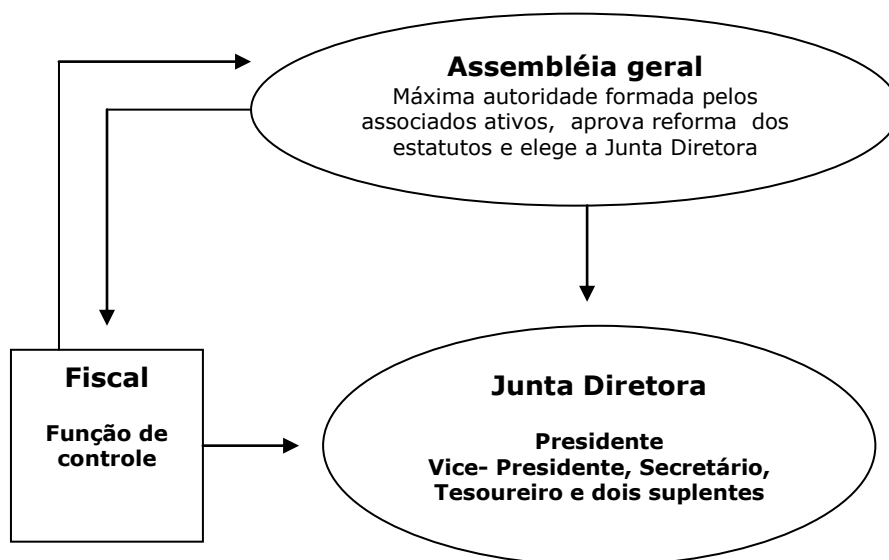 Assembléia geral
Máxima autoridade formada pelos
associados ativos, aprova reforma dos
estatutos e elege a Junta Diretora
Fiscal
Função de
controle
Junta Diretora
Presidente
Vice- Presidente, Secretário,
Tesoureiro e dois suplentes